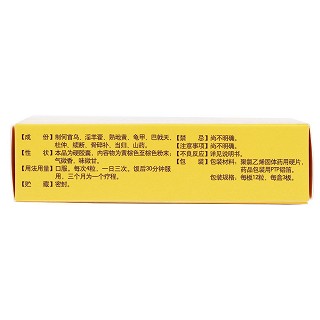 【成　　份】制何首乌、淫羊藿、熟地黄、龟甲、巴戟天、
杜仲、续断、骨碎补、当归、山药。
【性　　状】本品为硬胶囊，内容物为黄棕色至棕色粉末；
气微香，味微甘。
【用法用量】口服，每次4粒，一日三次，饭后30分钟服
用，三个月为一个疗程。
【贮　　藏】密封。
【禁　　忌】尚不明确。
【注意事项】尚不明确。
【不良反应】详见说明书。
【包　　装】包装材料：聚氯乙烯固体药用硬片、
药品包装用PTP铝箔。
包装规格：每板12粒，每盒3板。